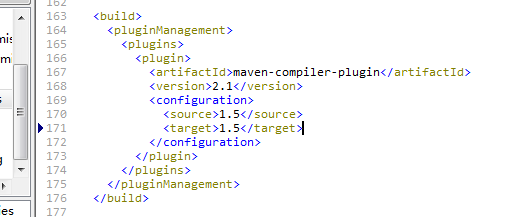 162
163 <build>
164 <pluginManagement>
165 <plugins>
166 <plugin>
167 <artifactId>maven-compiler-plugin</artifactId>
168 <version>2.1</version>
169 <configuration>
170 <source>1.5</source>
171 <target>1.5</target>
172 </configuration>
173 </plugin>
174 </plugins>
175 </pluginManagement>
176 </build>
177